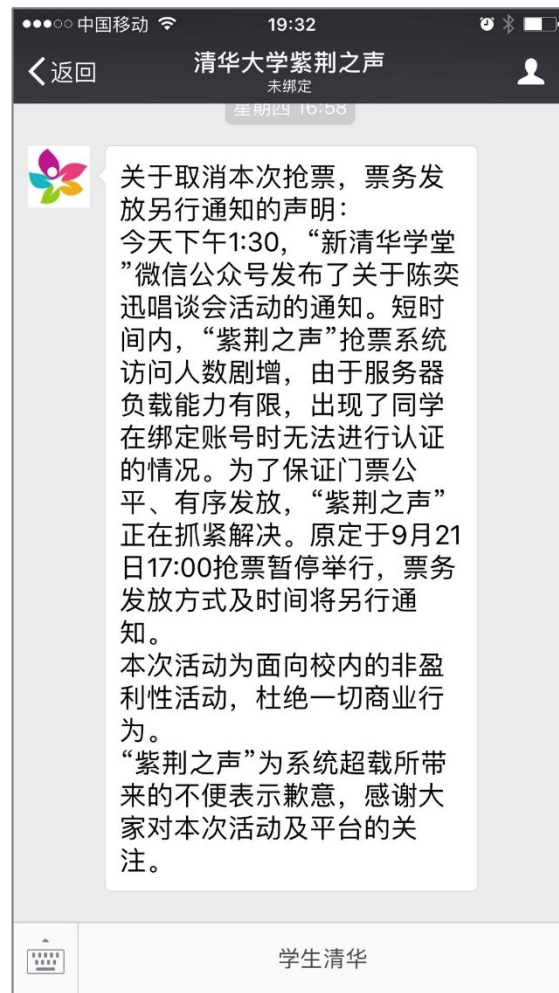 中国移动 19:32
返回 清华大学紫荆之声
未绑定
星期四 16:58
关于取消本次抢票，票务发
放另行通知的声明：
今天下午1:30，“新清华学堂
”微信公众号发布了关于陈奕
迅唱谈会活动的通知。短时
间内，“紫荆之声”抢票系统
访问人数剧增，由于服务器
负载能力有限，出现了同学
在绑定账号时无法进行认证
的情况。为了保证门票公
平、有序发放，“紫荆之声”
正在抓紧解决。原定于9月21
日17:00抢票暂停举行，票务
发放方式及时间将另行通
知。
本次活动为面向校内的非盈
利性活动，杜绝一切商业行
为。
“紫荆之声”为系统超载所带
来的不便表示歉意，感谢大
家对本次活动及平台的关
注。
学生清华